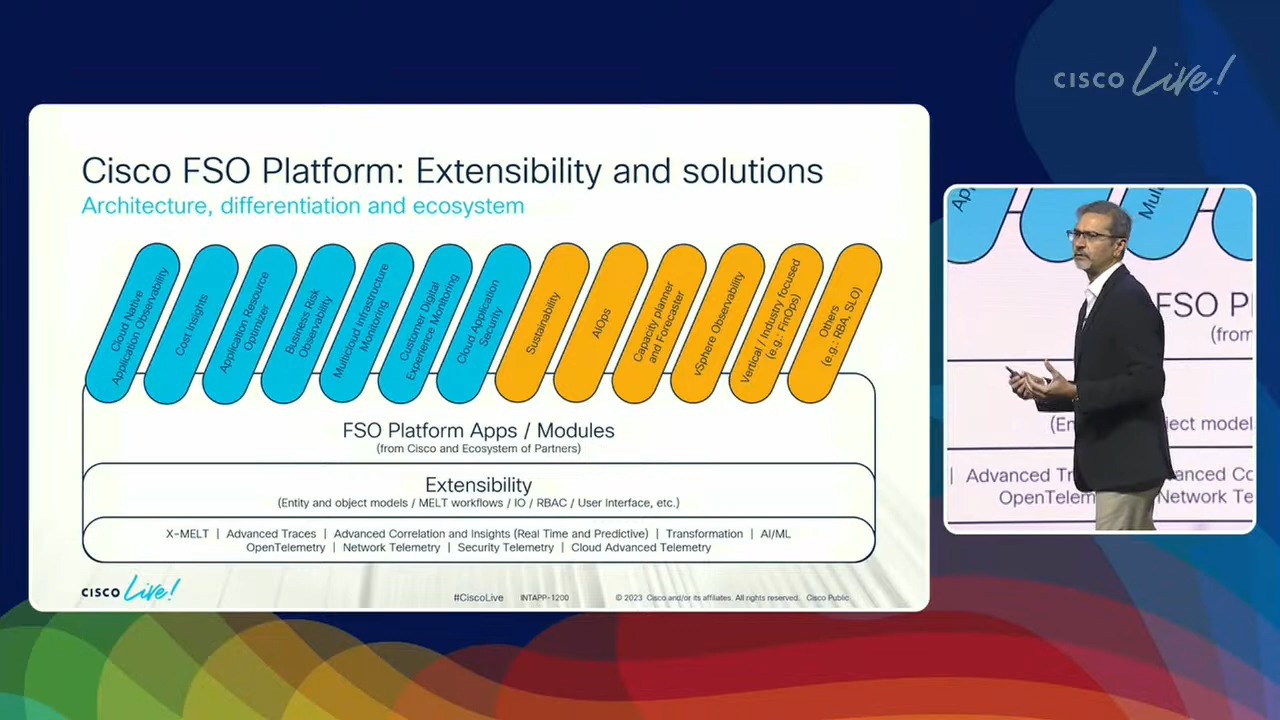 CISCO Live!
Cisco FSO Platform: Extensibility and solutions
Architecture, differentiation and ecosystem
Cloud Native
Application Observability
Cost Insights
Application Resource
Optimizer
Business Risk
Observability
Multicloud Infrastructure
Monitoring
Customer Digital
Experience Monitoring
Cloud Application
Security
Sustainability
AIOps
Capacity planner
and Forecaster
vSphere Observability
Vertical / Industry focused
(e.g.: FinOps)
Others
(e.g.: RBA, SLO)
FSO Platform Apps / Modules
(from Cisco and Ecosystem of Partners)
Extensibility
(Entity and object models / MELT workflows / IO / RBAC / User Interface, etc.)
X-MELT | Advanced Traces | Advanced Correlation and Insights (Real Time and Predictive) | Transformation | AI/ML
OpenTelemetry | Network Telemetry | Security Telemetry | Cloud Advanced Telemetry
CISCO Live!
#CiscoLive INTAPP-1200 © 2023 Cisco and/or its affiliates. All rights reserved. Cisco Public
Ap
Mul
FSO Pl
(from
(En
ject model
| Advanced Tr
anced Co
OpenTelem
Network Te